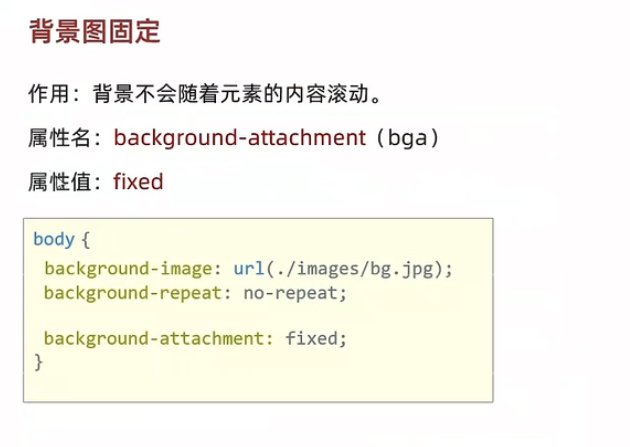 背景图固定
作用：背景不会随着元素的内容滚动。
属性名：background-attachment（bga）
属性值：fixed
body {
background-image: url(./images/bg.jpg);
background-repeat: no-repeat;
background-attachment: fixed;
}